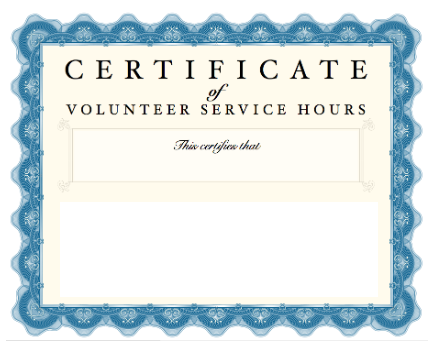 CERTIFICATE
of
VOLUNTEER SERVICE HOURS
This certifies that